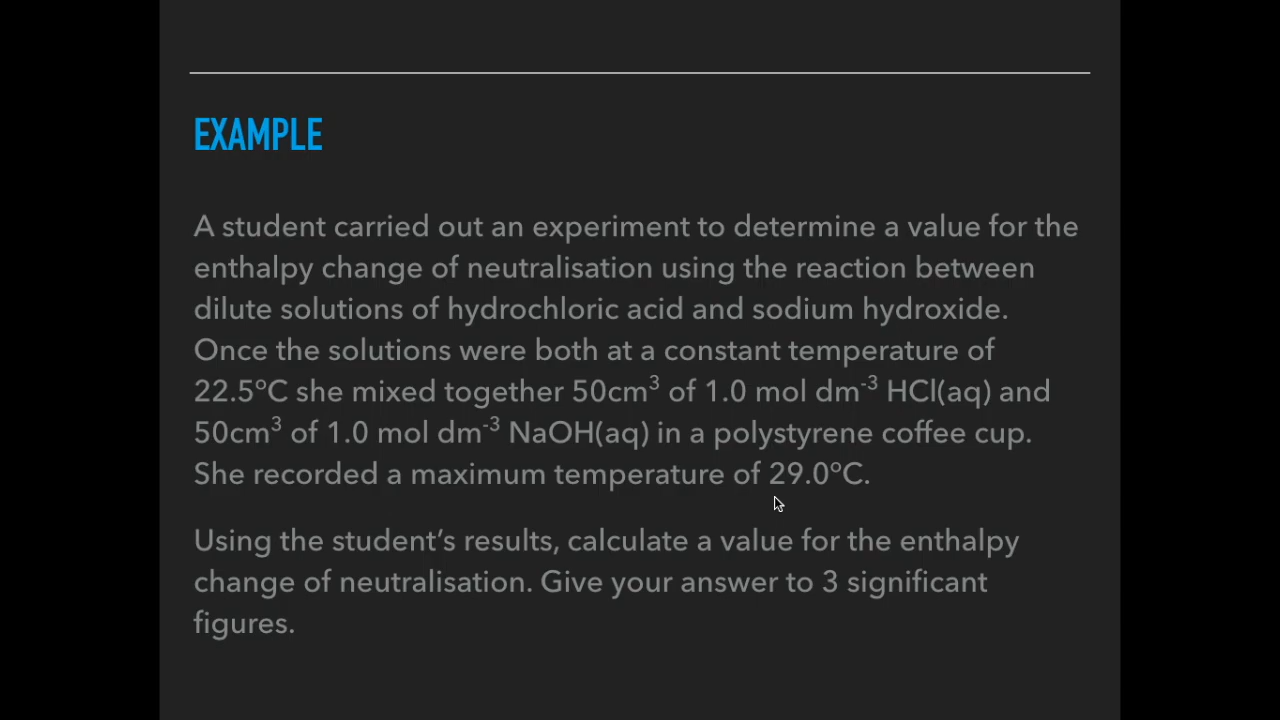 EXAMPLE
A student carried out an experiment to determine a value for the
enthalpy change of neutralisation using the reaction between
dilute solutions of hydrochloric acid and sodium hydroxide.
Once the solutions were both at a constant temperature of
22.5ºC she mixed together 50cm³ of 1.0 mol dm⁻³ HCl(aq) and
50cm³ of 1.0 mol dm⁻³ NaOH(aq) in a polystyrene coffee cup.
She recorded a maximum temperature of 29.0ºC.
Using the student’s results, calculate a value for the enthalpy
change of neutralisation. Give your answer to 3 significant
figures.